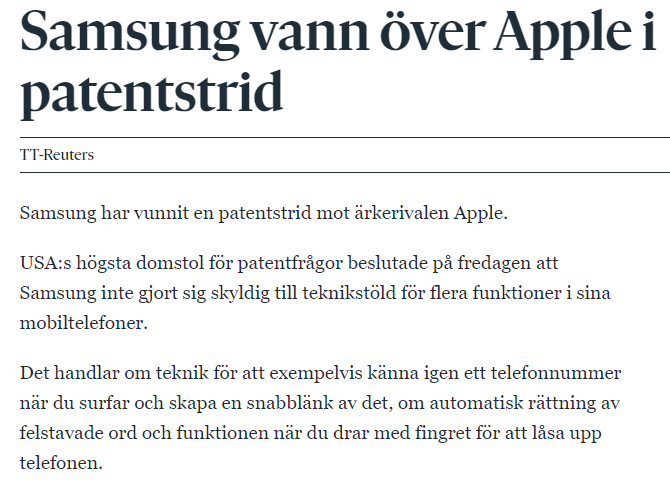 Samsung vann över Apple i
patentstrid
TT-Reuters
Samsung har vunnit en patentstrid mot ärkerivalen Apple.
USA:s högsta domstol för patentfrågor beslutade på fredagen att
Samsung inte gjort sig skyldig till teknikstöld för flera funktioner i sina
mobiltelefoner.
Det handlar om teknik för att exempelvis känna igen ett telefonnummer
när du surfar och skapa en snabblänk av det, om automatisk rättning av
felstavade ord och funktionen när du drar med fingret för att låsa upp
telefonen.